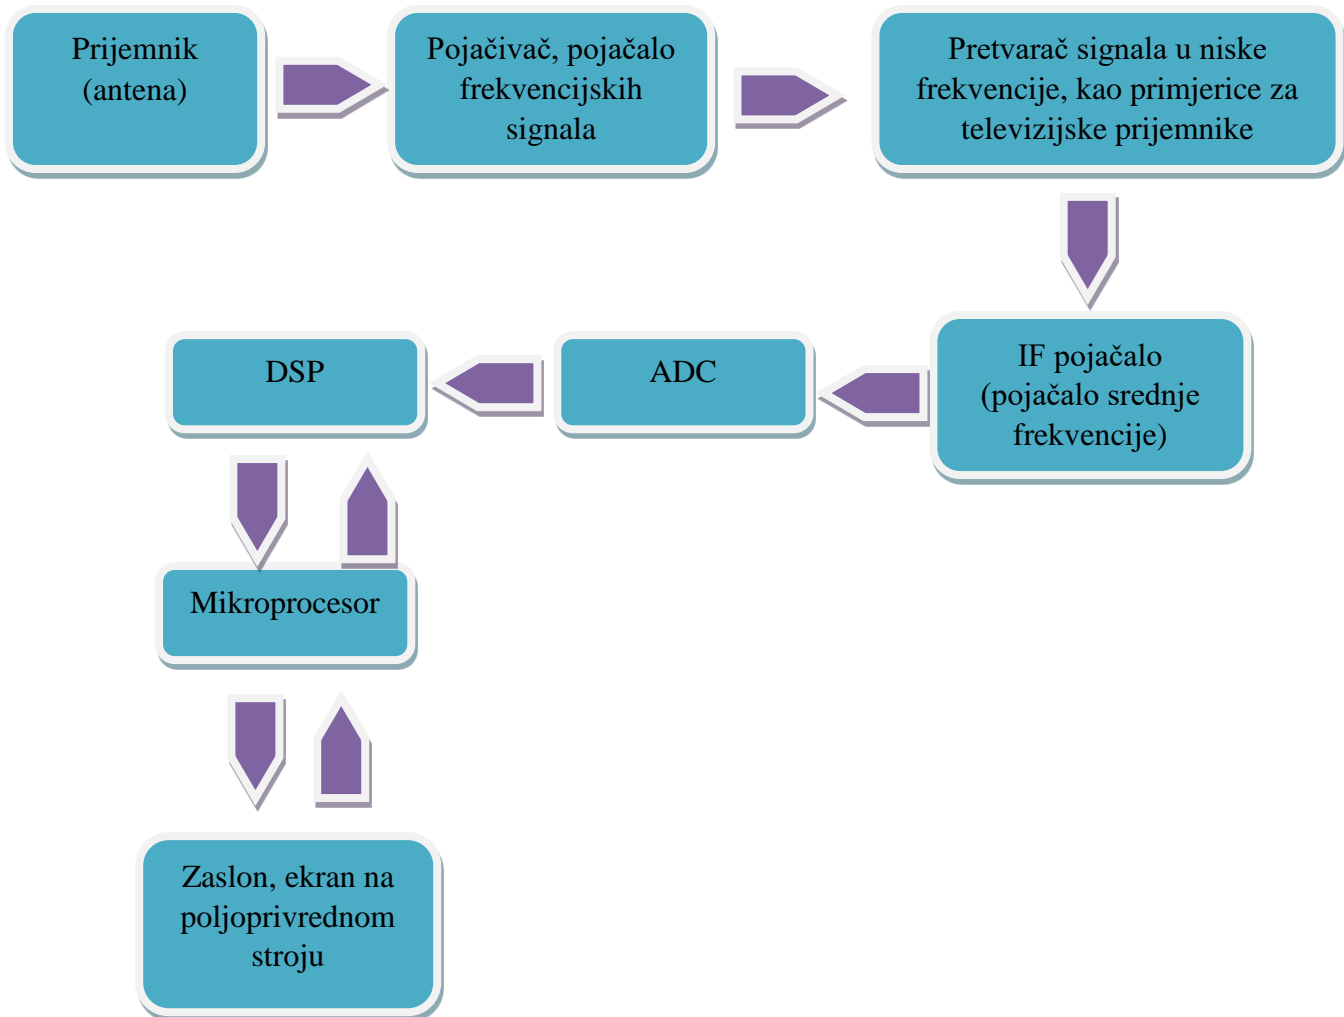 Prijemnik
(antena)
Pojačivač, pojačalo
frekvencijskih
signala
Pretvarač signala u niske
frekvencije, kao primjerice za
televizijske prijemnike
IF pojačalo
(pojačalo srednje
frekvencije)
ADC
DSP
Mikroprocesor
Zaslon, ekran na
poljoprivrednom
stroju